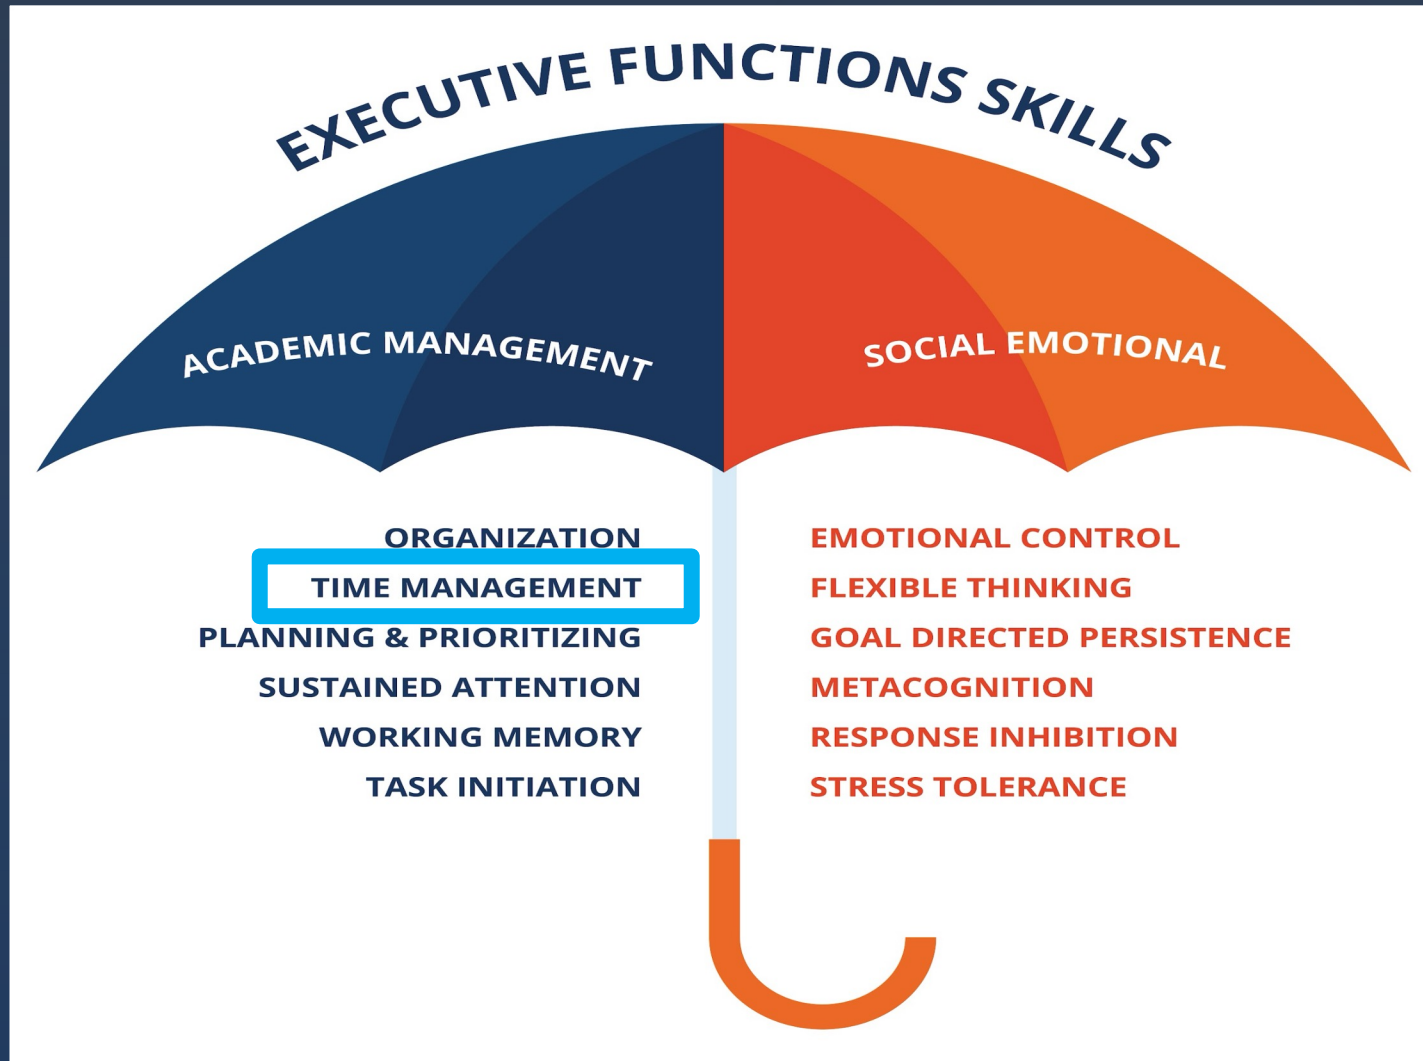 EXECUTIVE FUNCTIONS SKILLS
ACADEMIC MANAGEMENT
ORGANIZATION
TIME MANAGEMENT
PLANNING & PRIORITIZING
SUSTAINED ATTENTION
WORKING MEMORY
TASK INITIATION
SOCIAL EMOTIONAL
EMOTIONAL CONTROL
FLEXIBLE THINKING
GOAL DIRECTED PERSISTENCE
METACOGNITION
RESPONSE INHIBITION
STRESS TOLERANCE